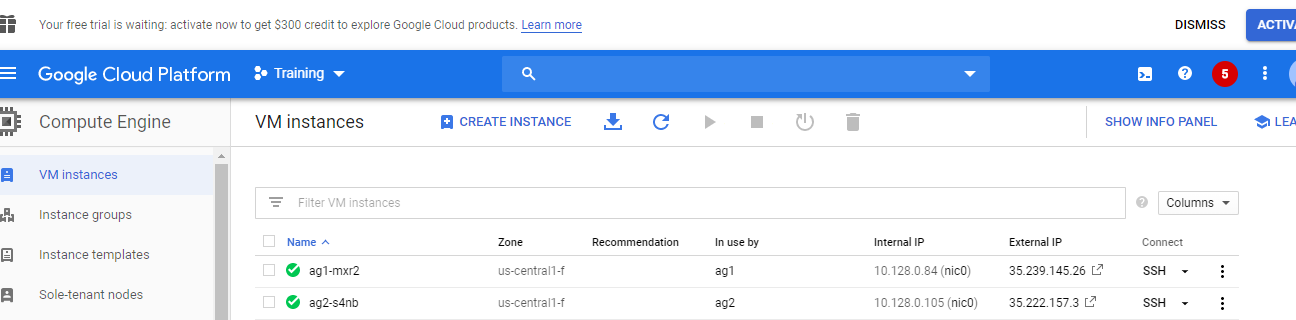 Your free trial is waiting: activate now to get $300 credit to explore Google Cloud products. Learn more DISMISS
Google Cloud Platform Training 5
Compute Engine VM instances CREATE INSTANCE SHOW INFO PANEL
VM instances
Filter VM instances Columns
Instance groups
Name Zone Recommendation In use by Internal IP External IP Connect
Instance templates
ag1-mxr2 us-central1-f ag1 10.128.0.84 (nic0) 35.239.145.26 SSH
Sole-tenant nodes
ag2-s4nb us-central1-f ag2 10.128.0.105 (nic0) 35.222.157.3 SSH